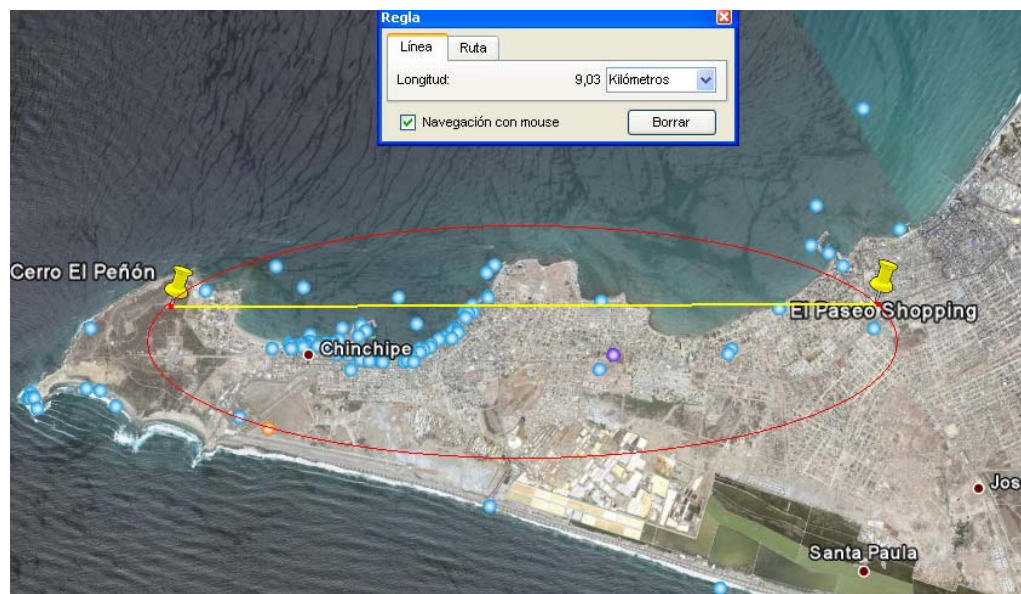 Regla
Línea Ruta
Longitud: 9,03 Kilómetros
Navegación con mouse Borrar
Cerro El Peñón
El Paseo Shopping
Chinchipe
Jos
Santa Paula